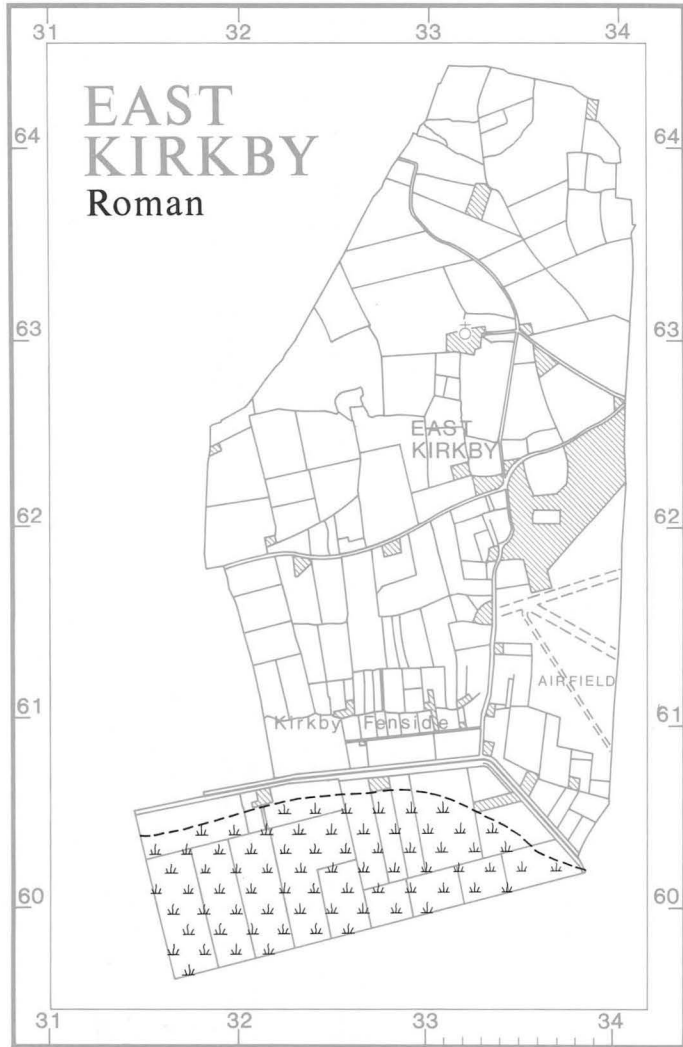 31 32 33 34
EAST
KIRKBY
Roman
64 64
63 63
EAST
KIRKBY
62 62
AIRFIELD
61 61
Kirkby Fenside
60 60
31 32 33 34